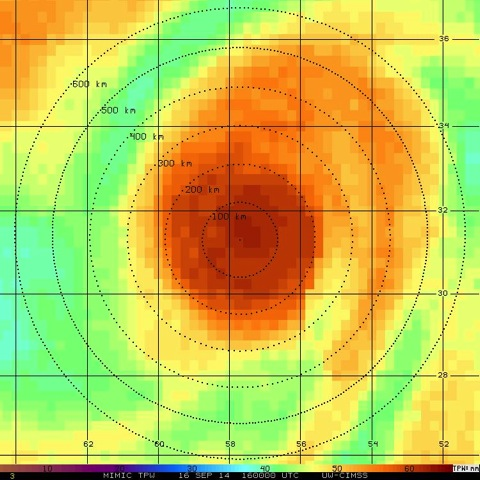 36
600 km
500 km
400 km
34
300 km
200 km
32
100 km
30
28
62 60 58 56 54 52
10 30 40 50 60 TPW mm
3 MIMIC TPW 16 SEP 14 160000 UTC UW-CIMSS